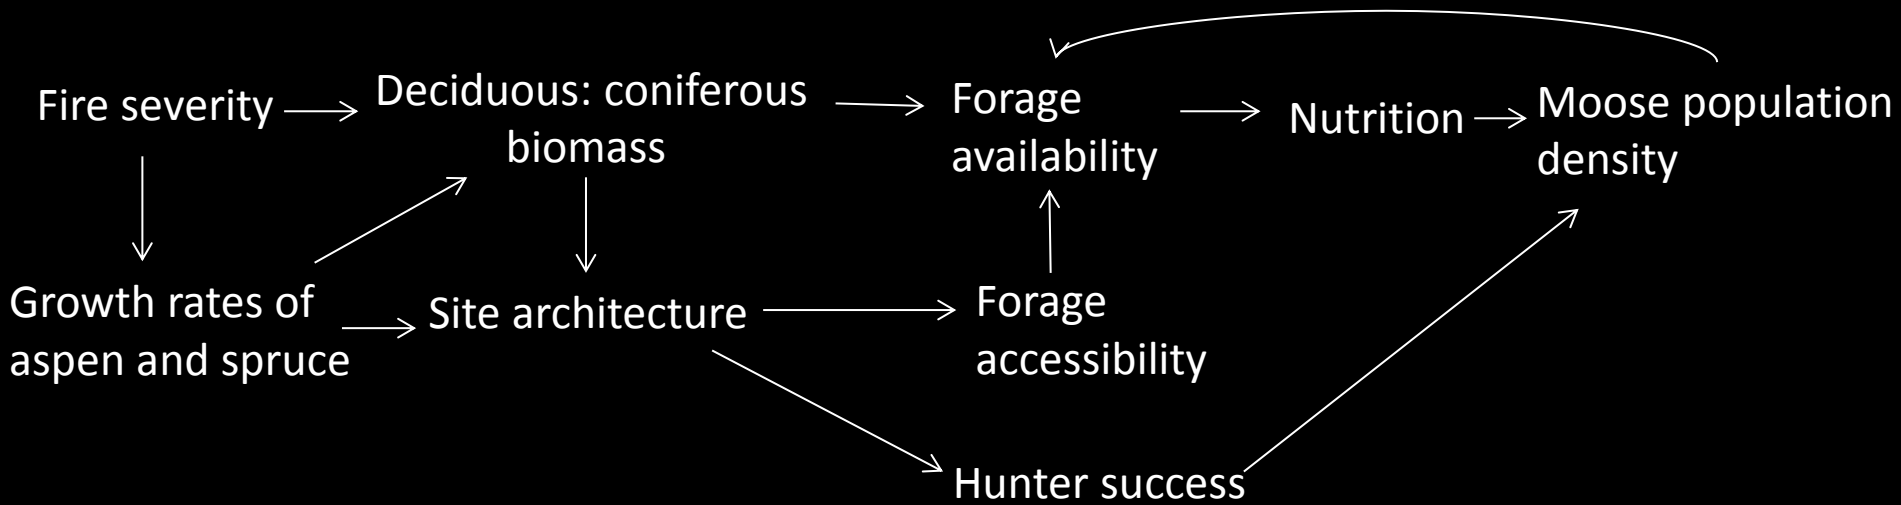 Fire severity
Deciduous: coniferous
biomass
Forage
availability
Nutrition
Moose population
density
Growth rates of
aspen and spruce
Site architecture
Forage
accessibility
Hunter success